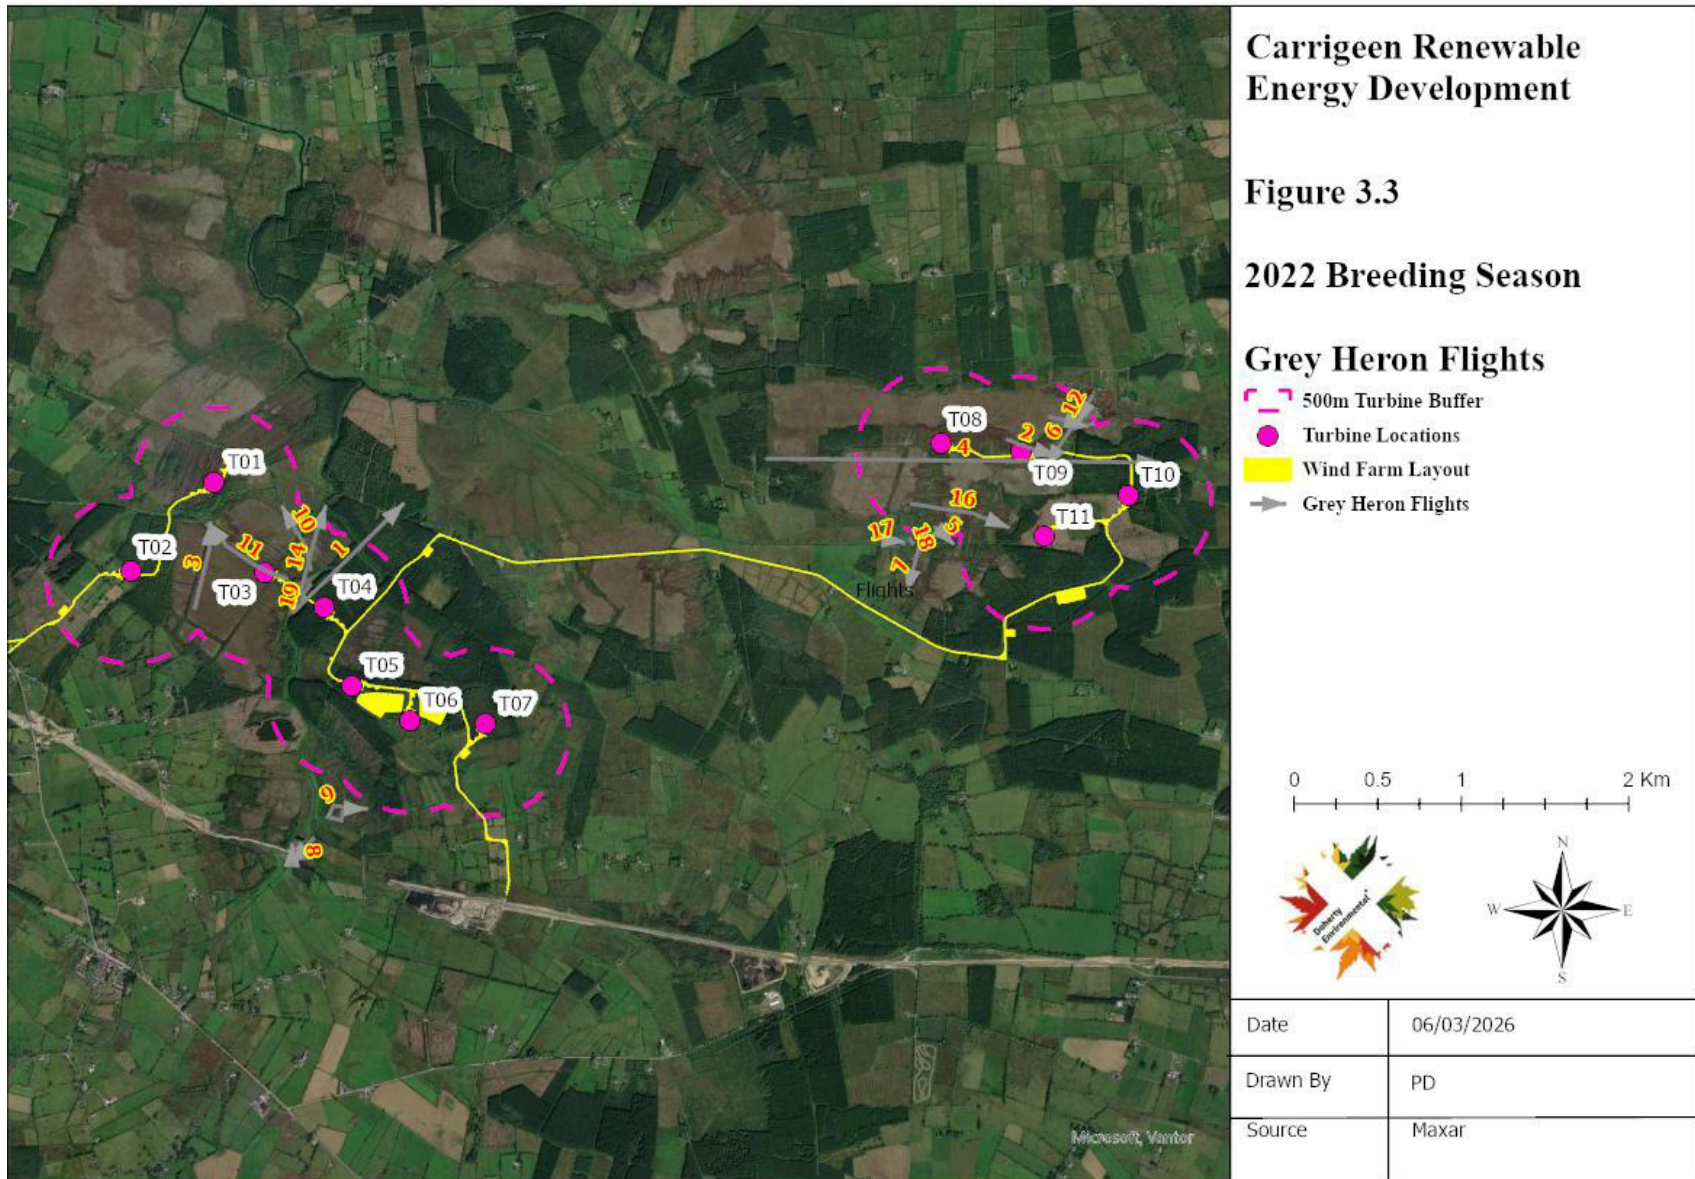 Carrigeen Renewable
Energy Development
Figure 3.3
2022 Breeding Season
Grey Heron Flights
500m Turbine Buffer
Turbine Locations
Wind Farm Layout
Grey Heron Flights
0 0.5 1 2 Km
Doherty
Environmental
N
W E
S
Date 06/03/2026
Drawn By PD
Source Maxar
T08
12
2 6
4
T09
T01
T10
16
10
T11
17 18 5
11 14 1
T02
3
7
T03
19
T04
Flights
T05
T06
T07
9
8
Microsoft, Vantor